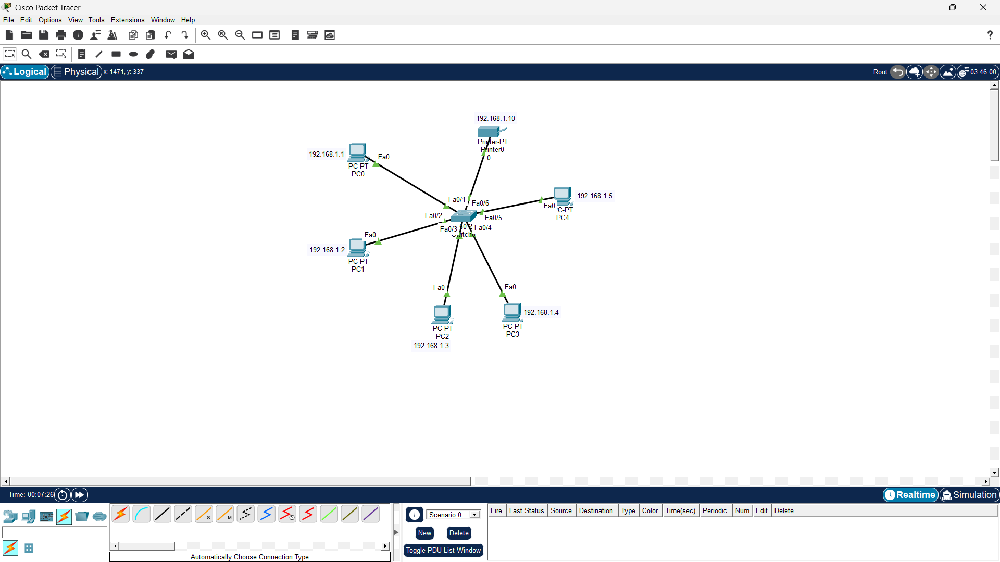 Cisco Packet Tracer
File Edit Options View Tools Extensions Window Help
?
Logical Physical x: 1471, y: 337 Root 03:46:00
192.168.1.10
Printer-PT
Printer0
0
192.168.1.1
Fa0
PC-PT
PC0
Fa0/1
Fa0/6
192.168.1.5
Fa0
PC4
Fa0/2
Fa0/5
Fa0/3
Fa0/4
Fa0
192.168.1.2
PC-PT
PC1
Fa0
Fa0
PC-PT
PC2
192.168.1.3
192.168.1.4
PC-PT
PC3
Time: 00:07:26 Realtime Simulation
S M
Scenario 0
New Delete
Toggle PDU List Window
Fire Last Status Source Destination Type Color Time(sec) Periodic Num Edit Delete
Automatically Choose Connection Type